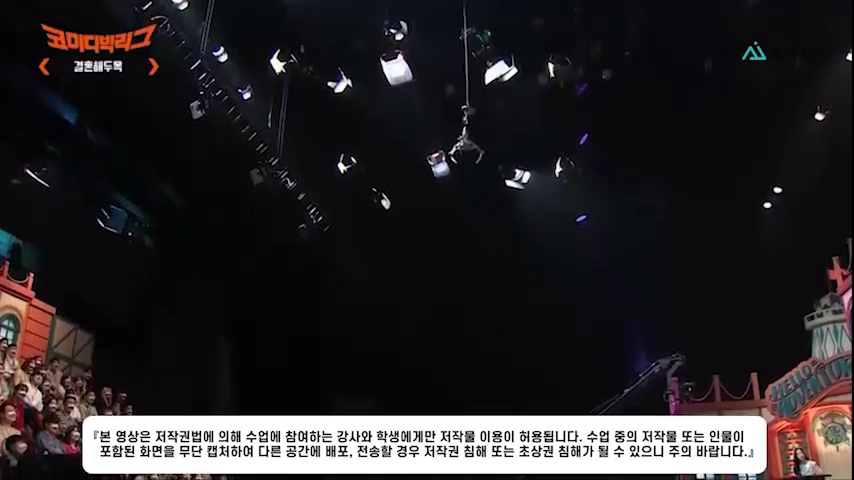 코미디빅리그
결혼해두목
HELLO
ADVENTURE
『본 영상은 저작권법에 의해 수업에 참여하는 강사와 학생에게만 저작물 이용이 허용됩니다. 수업 중의 저작물 또는 인물이
포함된 화면을 무단 캡처하여 다른 공간에 배포, 전송할 경우 저작권 침해 또는 초상권 침해가 될 수 있으니 주의 바랍니다.』